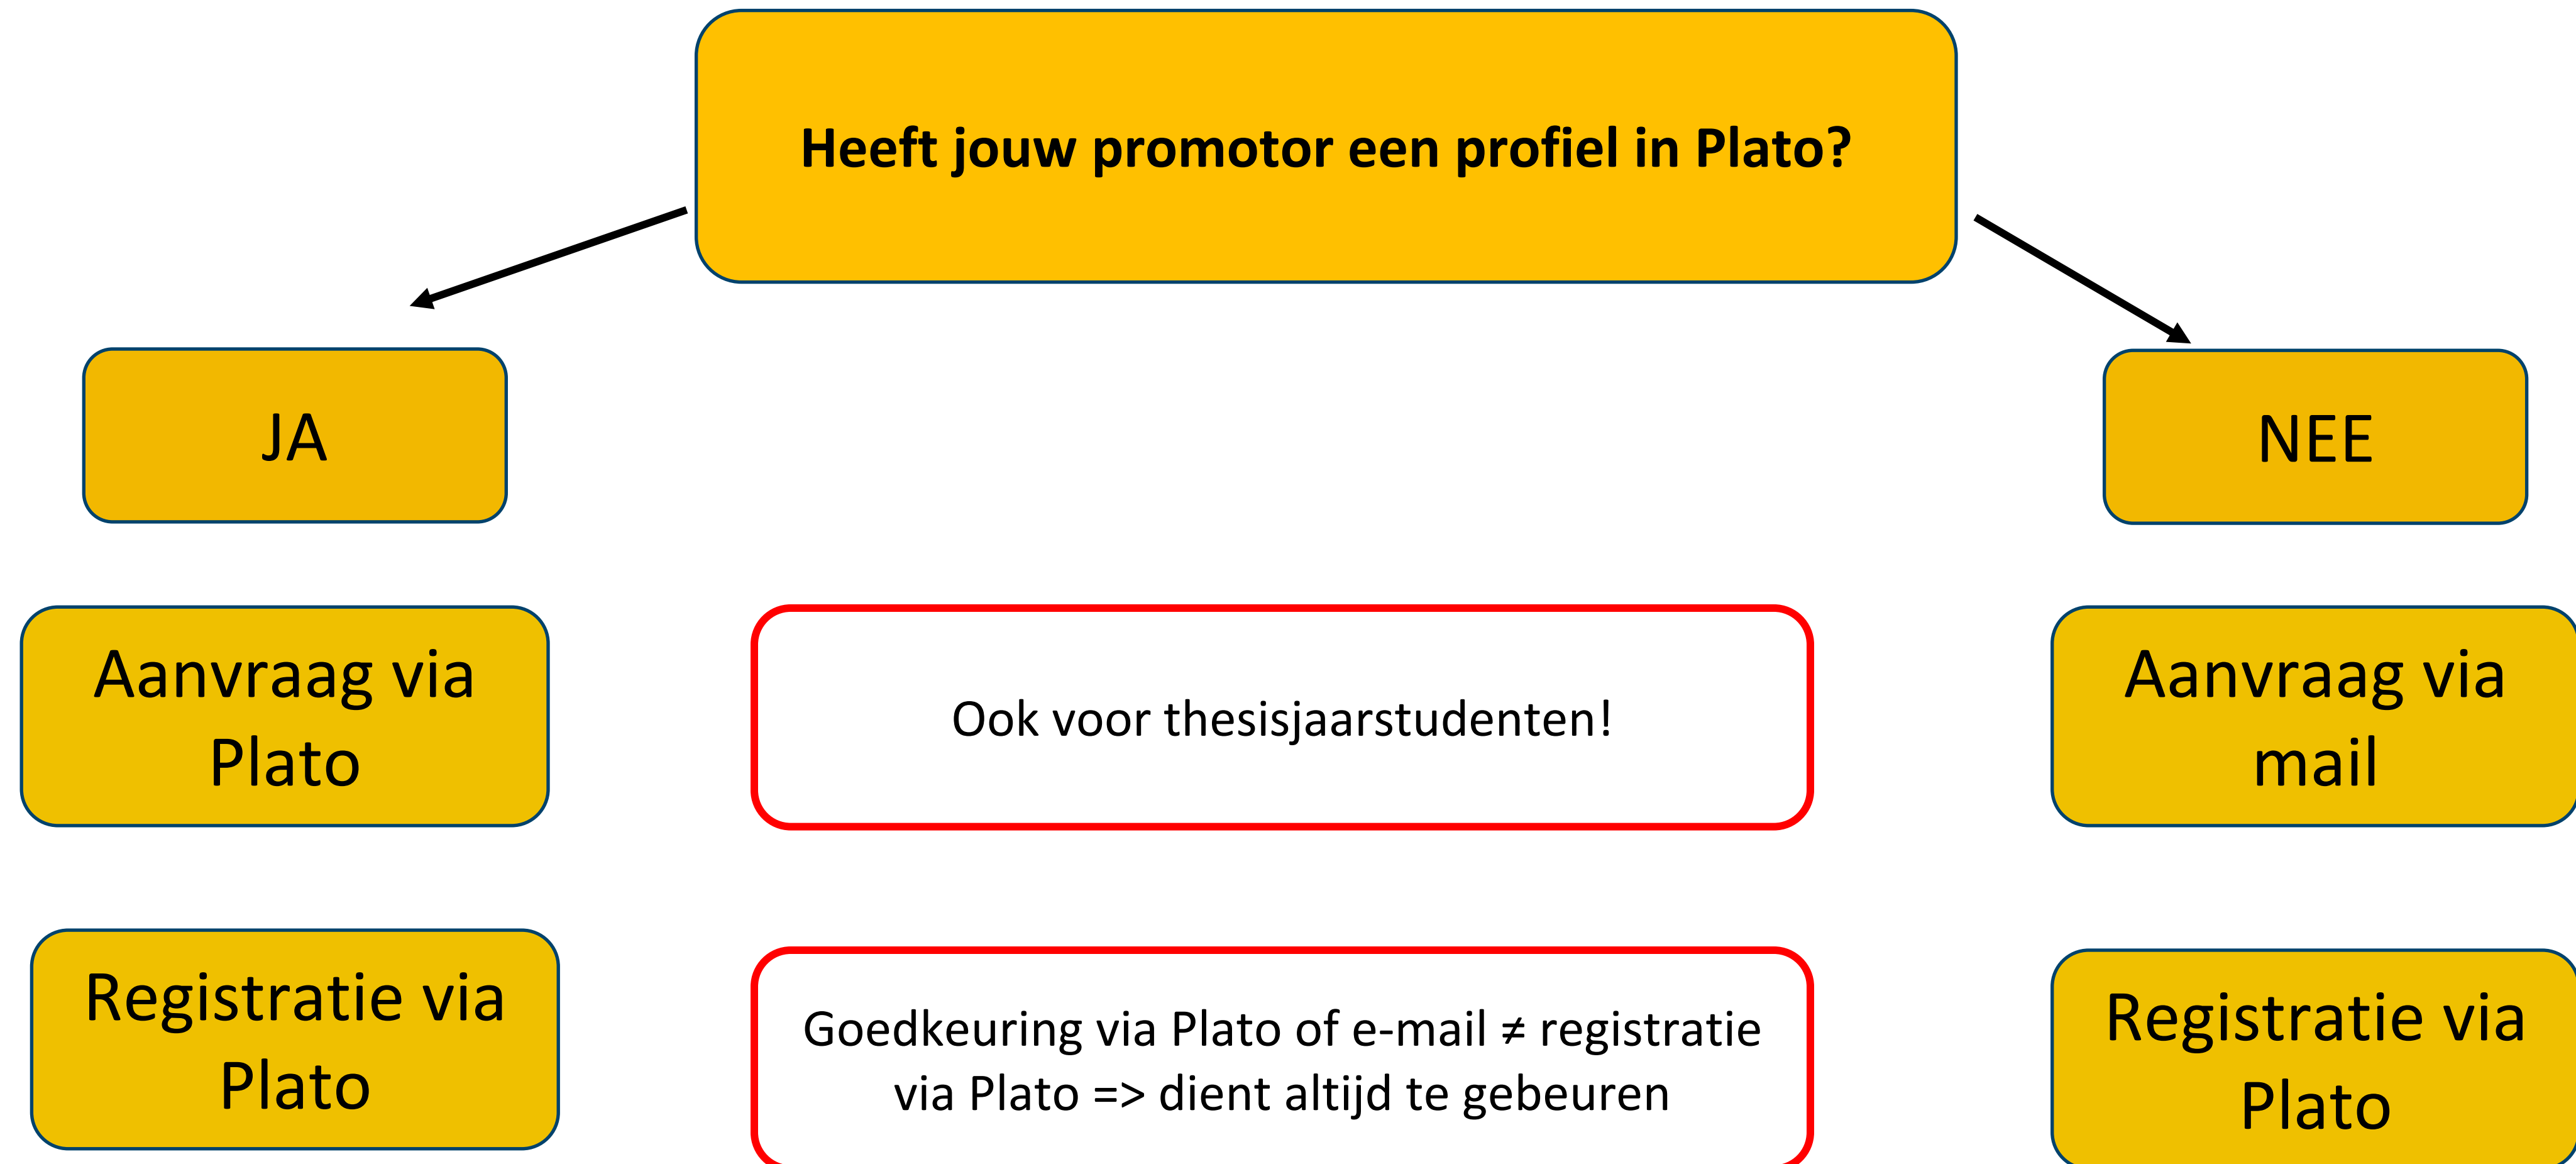 Heeft jouw promotor een profiel in Plato?
JA
NEE
Aanvraag via
Plato
Ook voor thesisjaarstudenten!
Aanvraag via
mail
Registratie via
Plato
Goedkeuring via Plato of e-mail ≠ registratie
via Plato => dient altijd te gebeuren
Registratie via
Plato